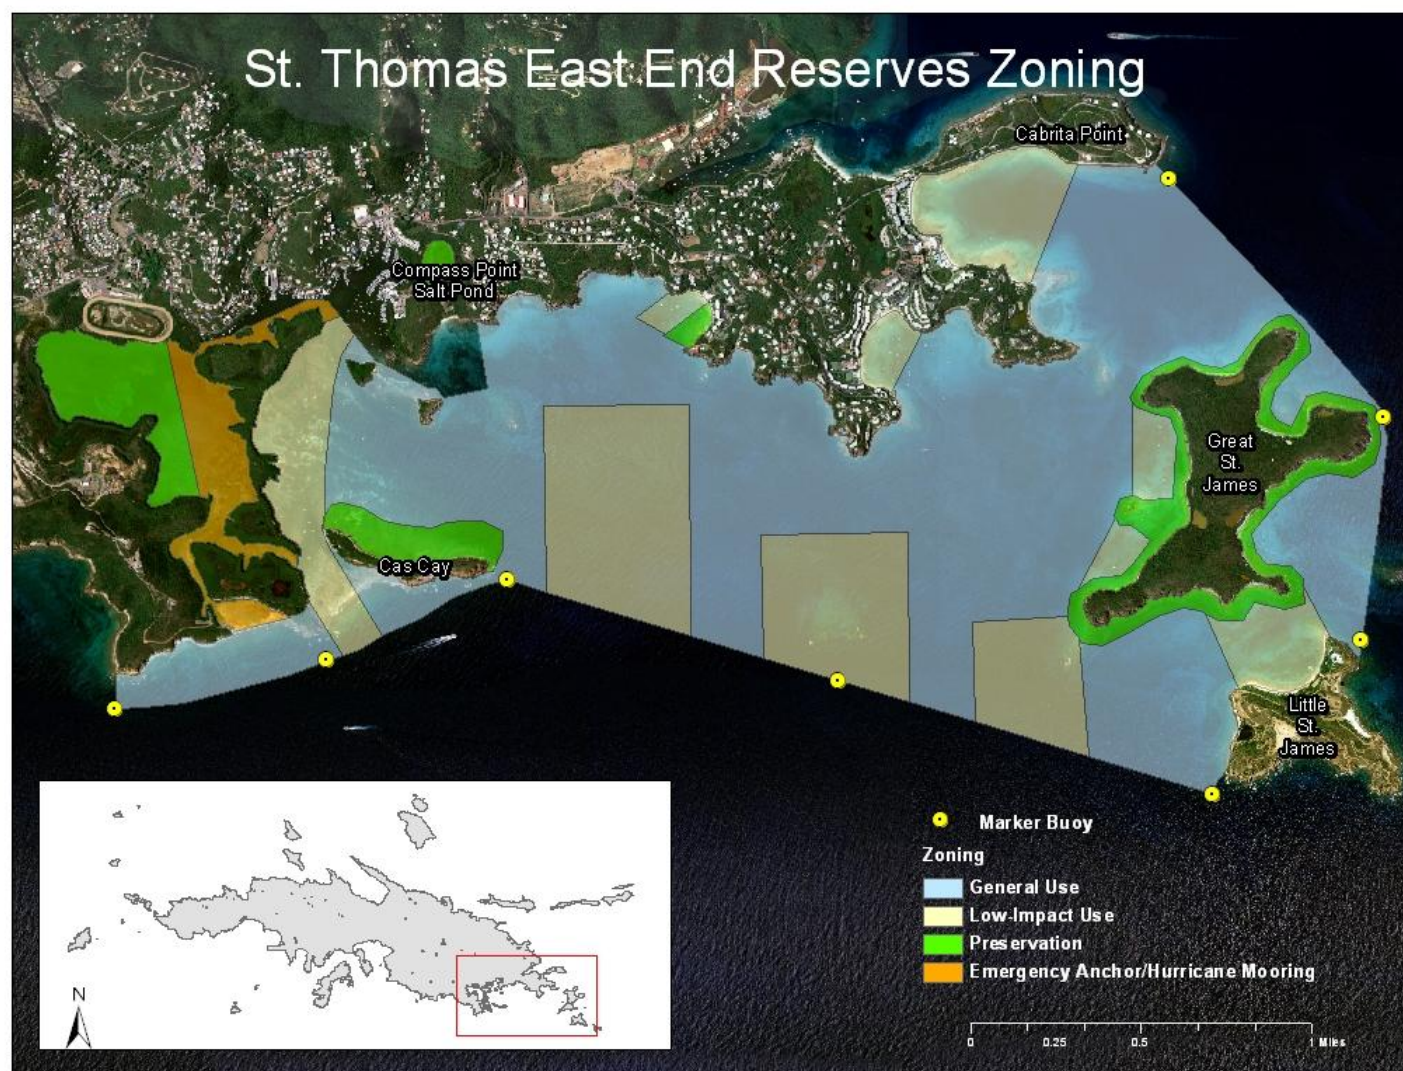 St. Thomas East End Reserves Zoning
Cabrita Point
Compass Point
Salt Pond
Great
St.
James
Cas Cay
Little
St.
James
Marker Buoy
Zoning
General Use
Low-Impact Use
Preservation
Emergency Anchor/Hurricane Mooring
N
0 0.25 0.5 1 Miles